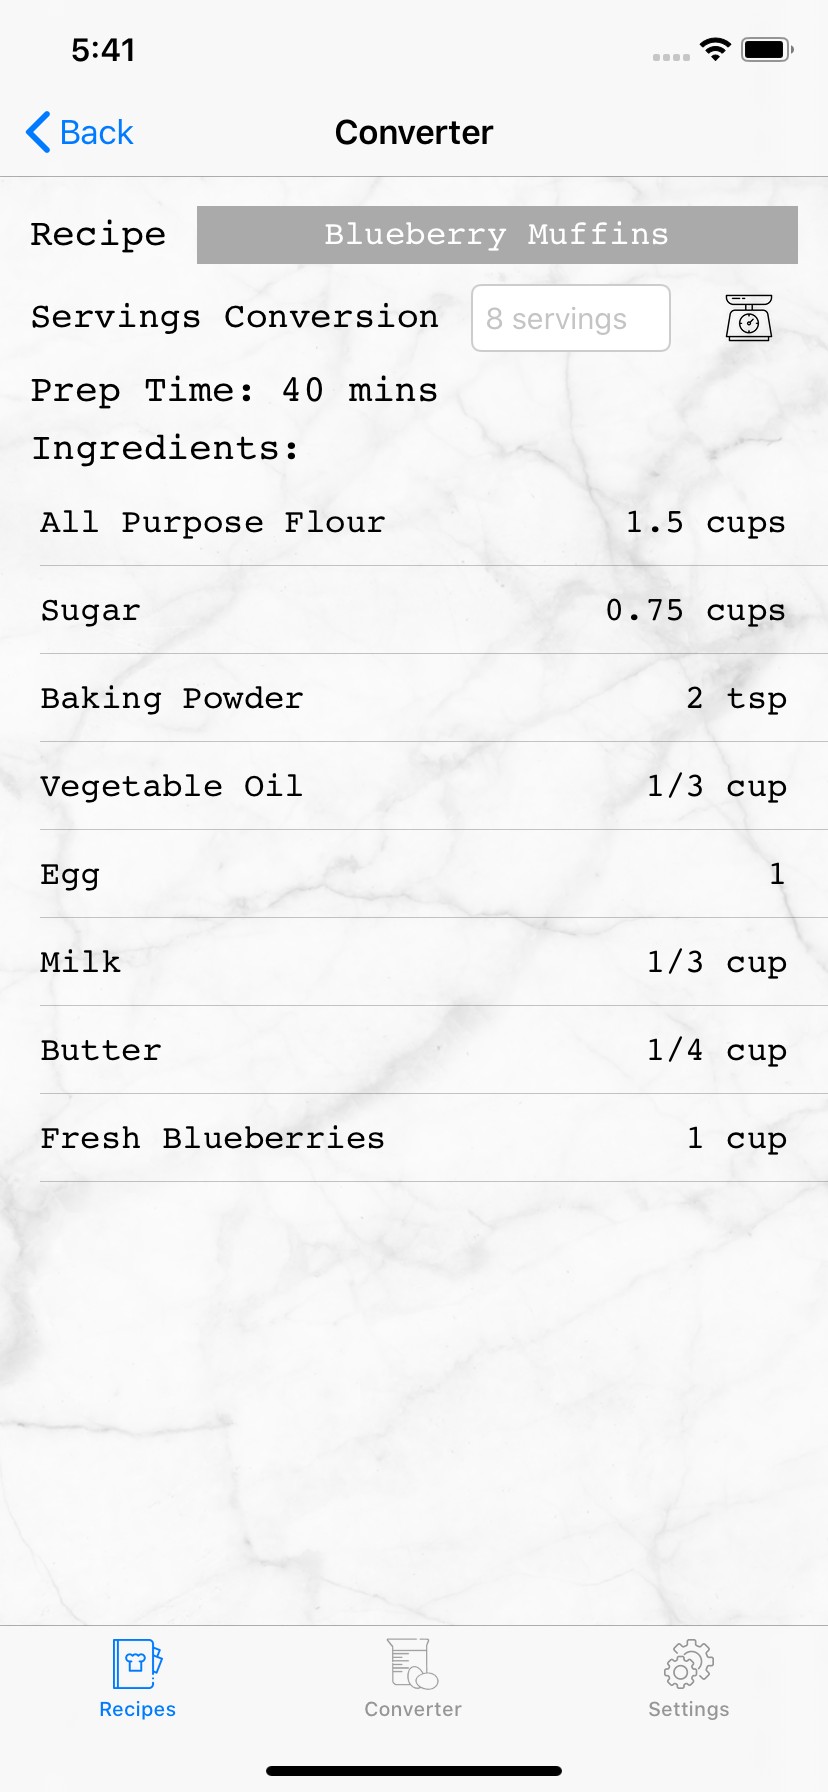 5:41
Back
Converter
Recipe Blueberry Muffins
Servings Conversion 8 servings
Prep Time: 40 mins
Ingredients:
All Purpose Flour 1.5 cups
Sugar 0.75 cups
Baking Powder 2 tsp
Vegetable Oil 1/3 cup
Egg 1
Milk 1/3 cup
Butter 1/4 cup
Fresh Blueberries 1 cup
Recipes Converter Settings